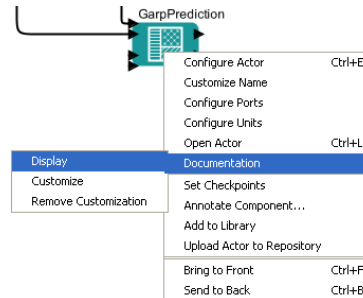 GarpPrediction
Configure Actor Ctrl+E
Customize Name
Configure Ports
Configure Units
Open Actor Ctrl+L
Documentation
Display
Customize
Remove Customization
Set Checkpoints
Annotate Component...
Add to Library
Upload Actor to Repository
Bring to Front Ctrl+F
Send to Back Ctrl+B